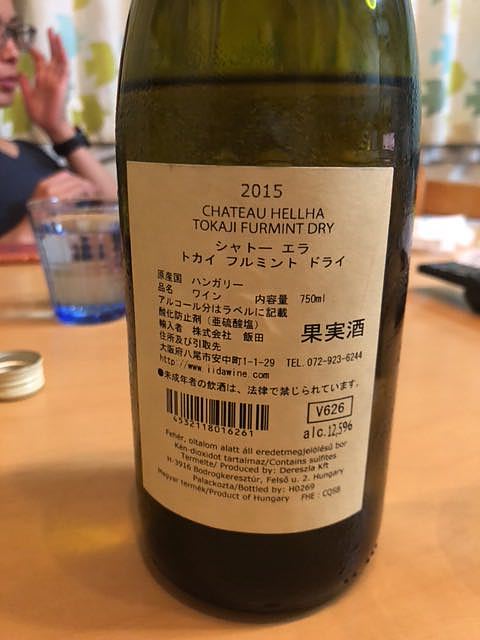 2015
CHATEAU HELLHA
TOKAJI FURMINT DRY
シャトー エラ
トカイ フルミント ドライ
原産国 ハンガリー
品名 ワイン 内容量 750ml
アルコール分はラベルに記載
酸化防止剤(亜硫酸塩)
輸入者 株式会社 飯田 果実酒
住所及び引取先
大阪府八尾市安中町1-1-29 TEL.072-923-6244
http://www.iidawine.com
●未成年者の飲酒は、法律で禁じられています。
V626
4532118016261
alc.12,5%
Fehér, oltalom alatt álló eredetmegjelölésű bor
Kén-dioxidot tartalmaz/Contains sulfites
Termelte/ Produced by: Dereszla Kft
H-3916 Bodrogkeresztúr, Felső u. 2. Hungary
Palackozta/Bottled by: H0269
Magyar termék/Product of Hungary FHE : CQSB